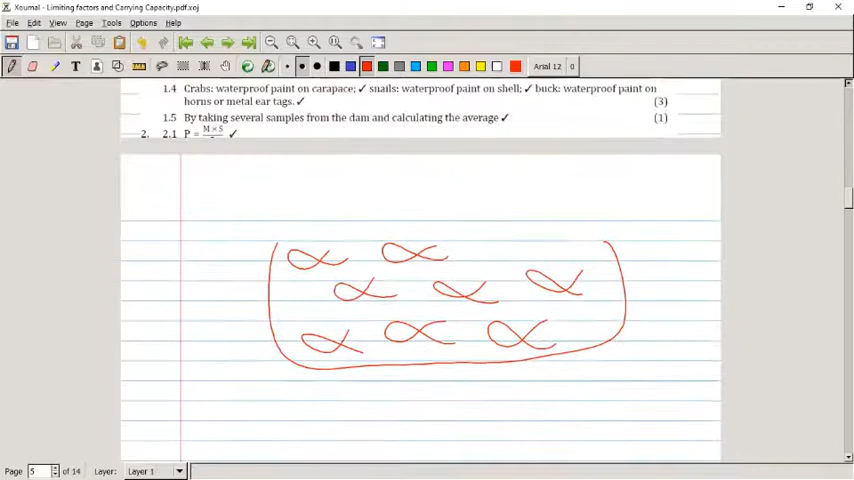 Xournal - Limiting factors and Carrying Capacity.pdf.xoj
File Edit View Page Tools Options Help
T Arial 12 0
1.4 Crabs: waterproof paint on carapace; ✓ snails: waterproof paint on shell; ✓ buck: waterproof paint on
horns or metal ear tags. ✓ (3)
1.5 By taking several samples from the dam and calculating the average ✓ (1)
2. 2.1 P = M × S ✓
Page 5 of 14 Layer: Layer 1